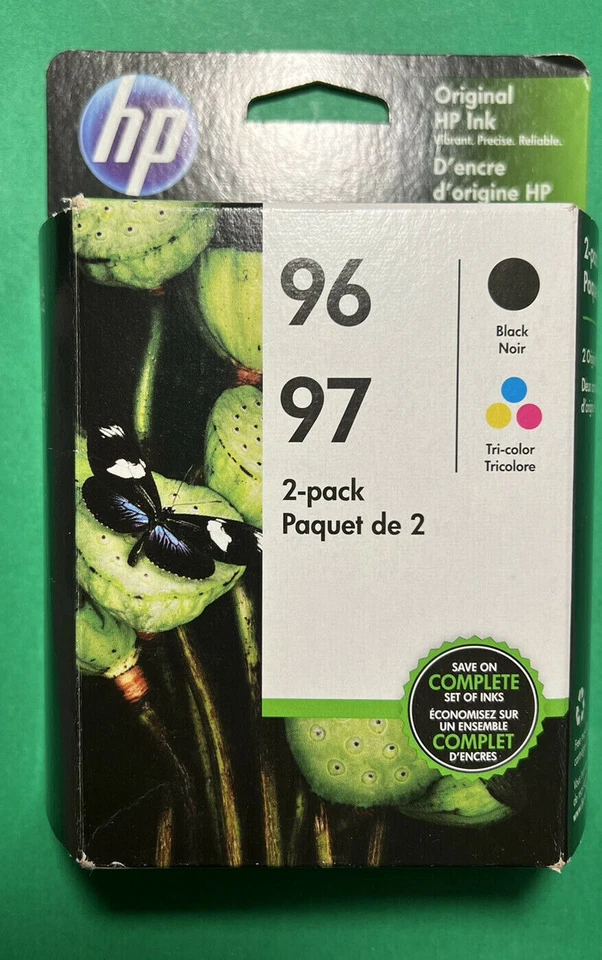 hp
Original
HP Ink
Vibrant. Precise. Reliable.
D'encre
d'origine HP
96
97
2-pack
Paquet de 2
Black
Noir
Tri-color
Tricolore
SAVE ON
COMPLETE
SET OF INKS
ÉCONOMISEZ SUR
UN ENSEMBLE
COMPLET
D'ENCRES